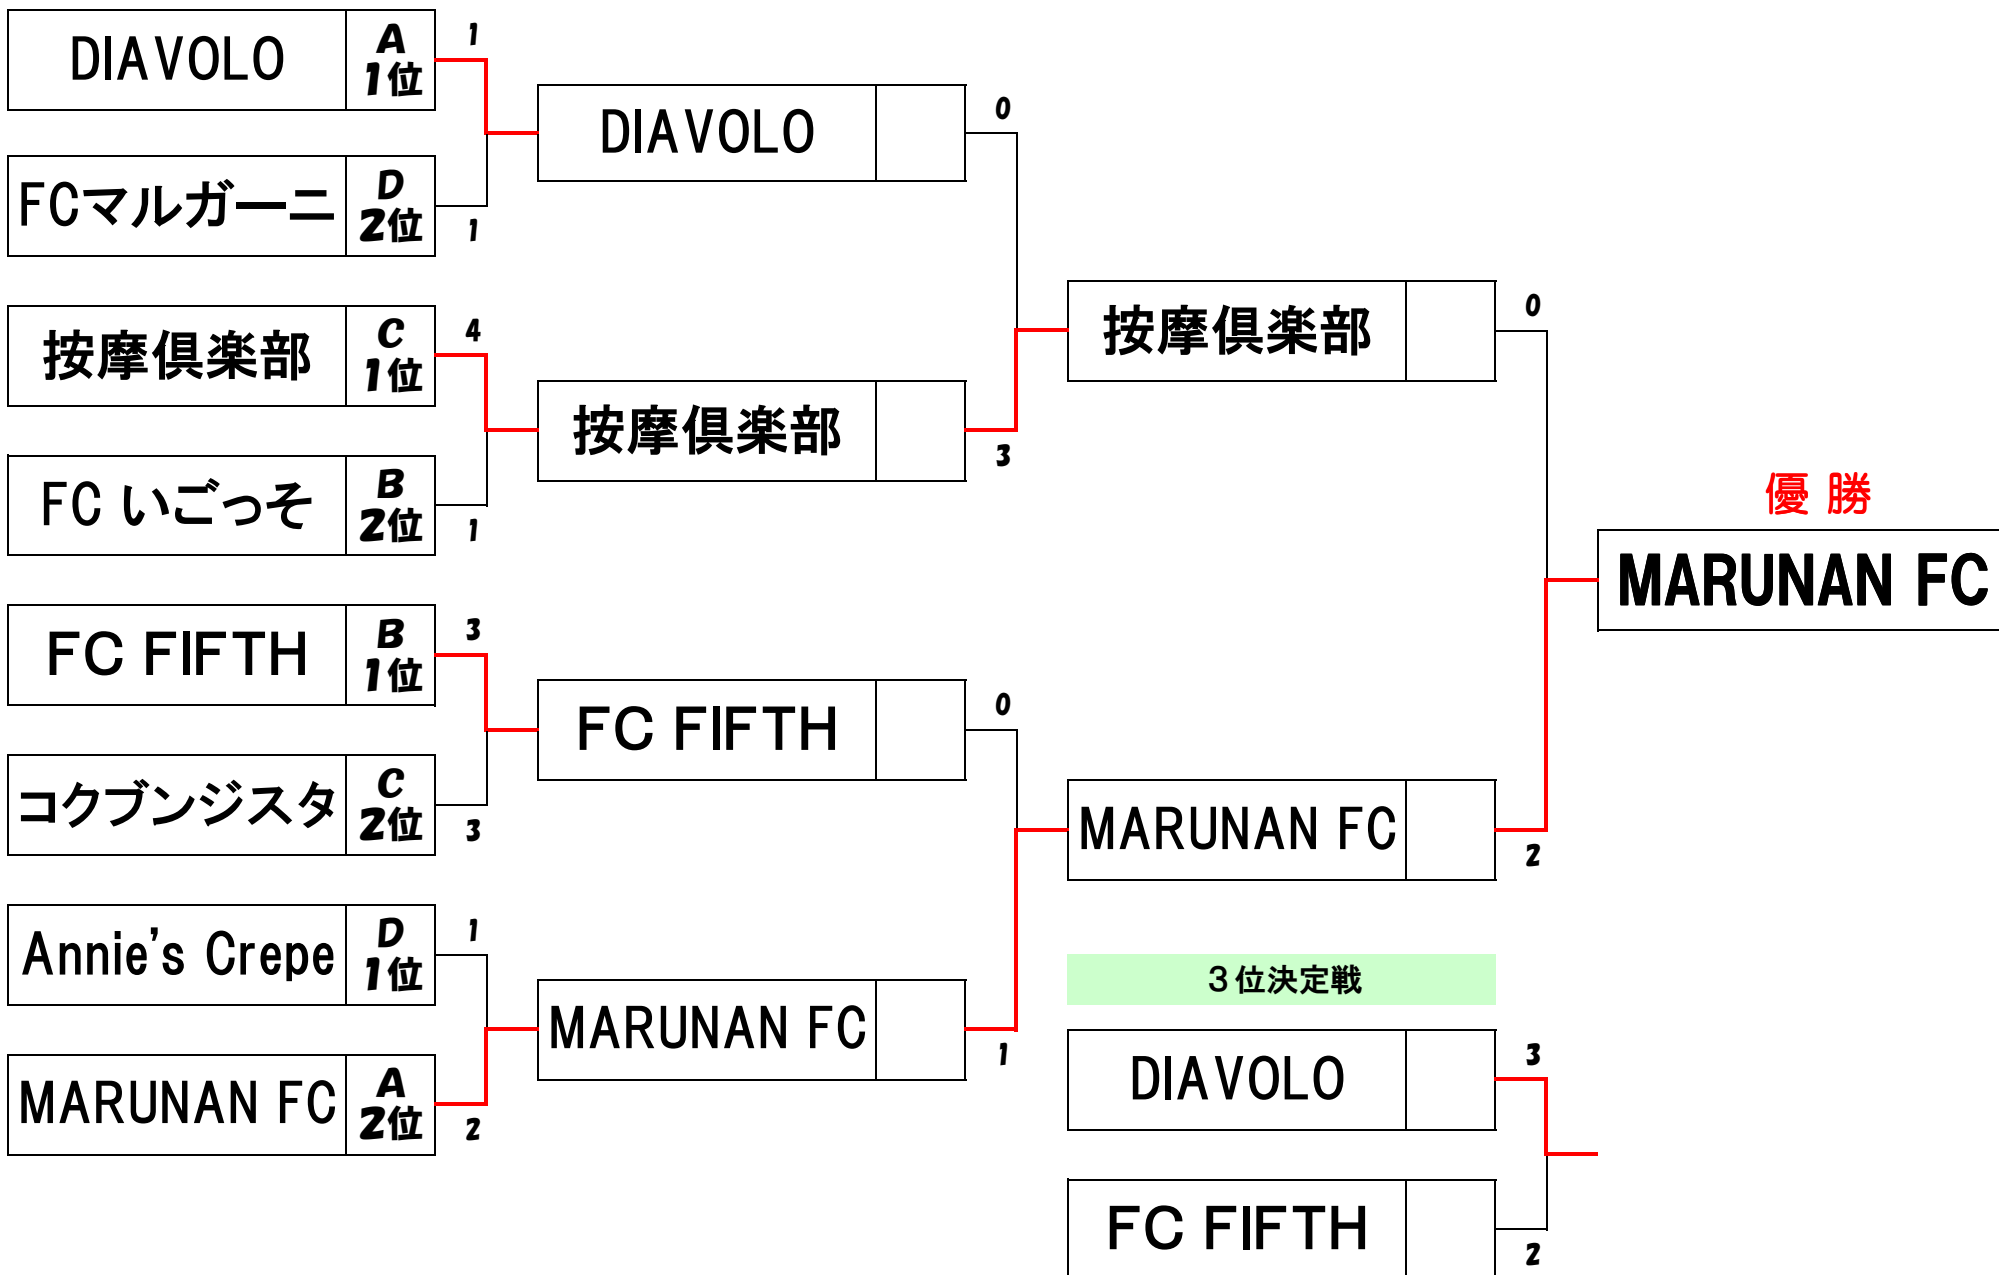 DIAVOLO
A
1位
1
FCマルガーニ
D
2位
1
按摩倶楽部
C
1位
4
FC いごっそ
B
2位
1
FC FIFTH
B
1位
3
コクブンジスタ
C
2位
3
Annie's Crepe
D
1位
1
MARUNAN FC
A
2位
2
DIAVOLO
0
按摩倶楽部
3
FC FIFTH
0
MARUNAN FC
1
按摩倶楽部
0
MARUNAN FC
2
優 勝
MARUNAN FC
３位決定戦
DIAVOLO
3
FC FIFTH
2